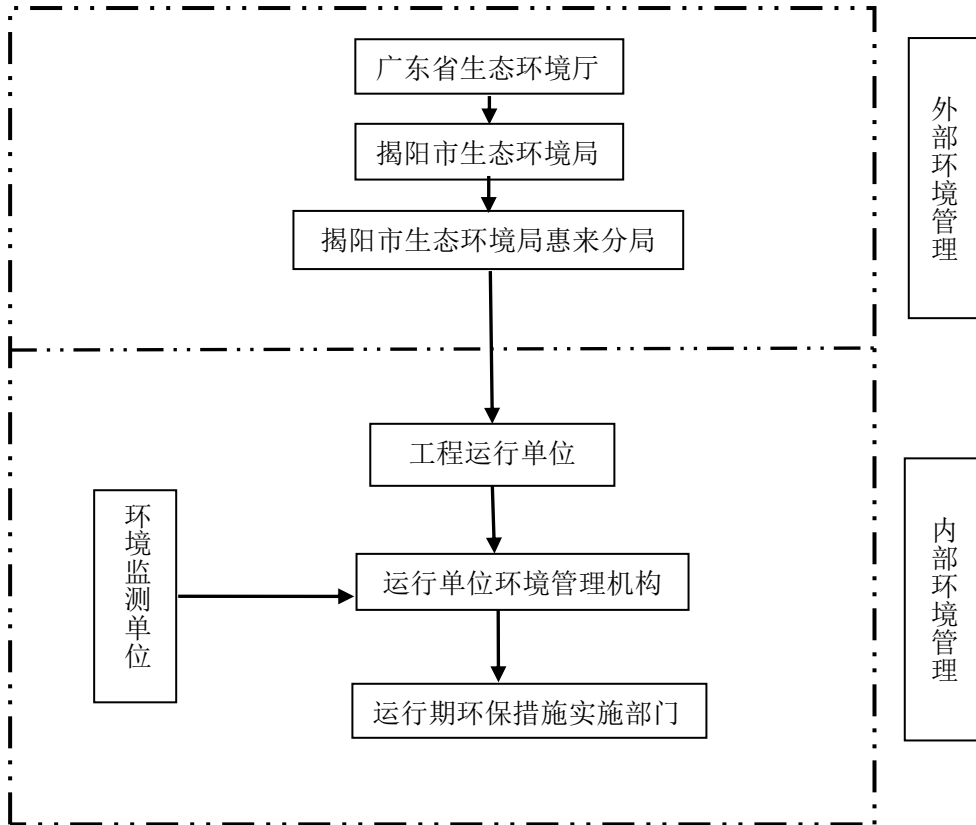 广东省生态环境厅
揭阳市生态环境局
揭阳市生态环境局惠来分局
外部环境管理
工程运行单位
环境监测单位
运行单位环境管理机构
运行期环保措施实施部门
内部环境管理